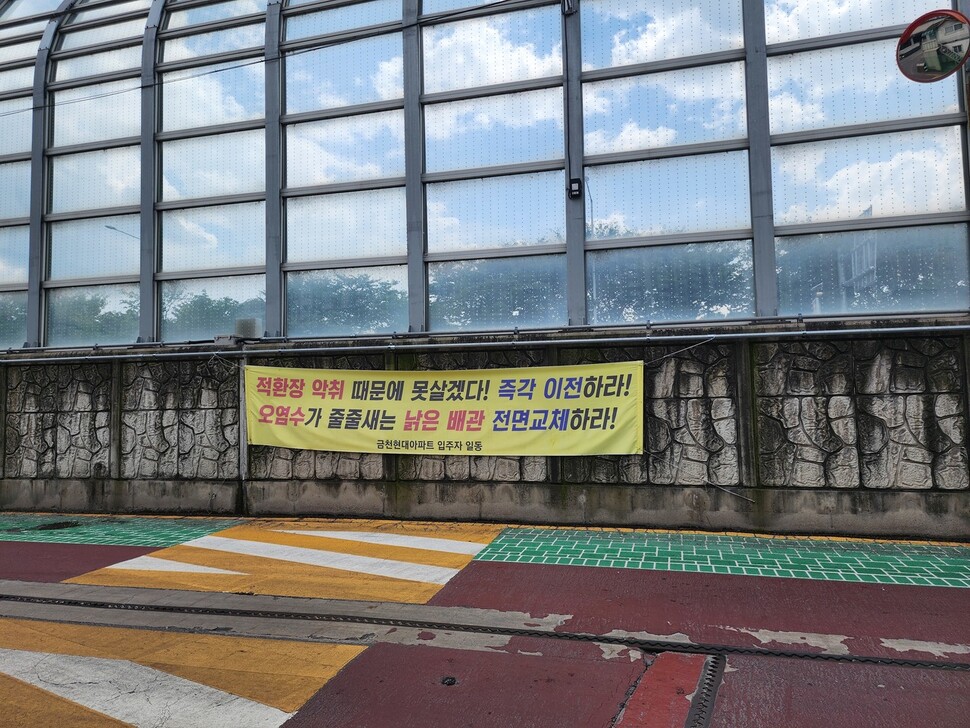 적환장 악취 때문에 못살겠다! 즉각 이전하라!
오염수가 줄줄새는 낡은 배관 전면교체하라!
금천현대아파트 입주자 일동